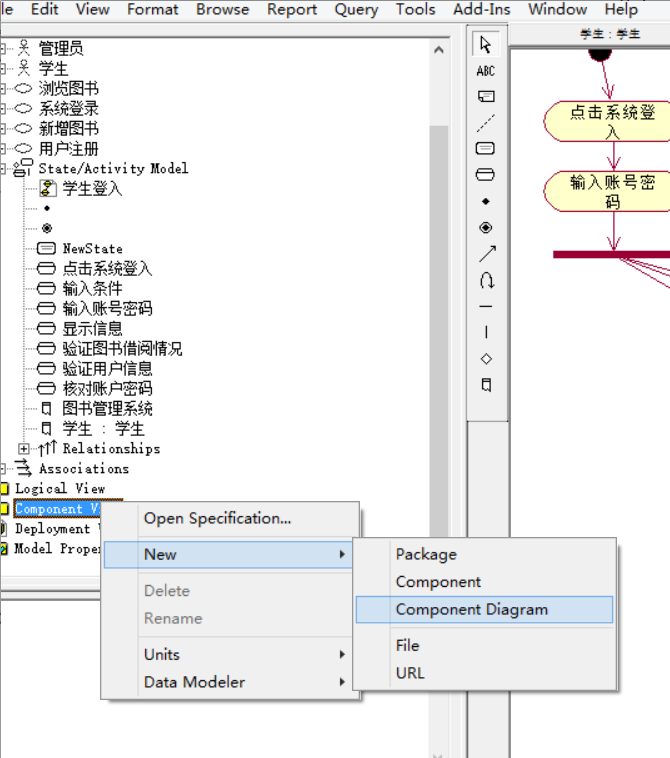 le Edit View Format Browse Report Query Tools Add-Ins Window Help
管理员
学生
浏览图书
系统登录
新增图书
用户注册
State/Activity Model
学生登入
NewState
点击系统登入
输入条件
输入账号密码
显示信息
验证图书借阅情况
验证用户信息
核对账户密码
图书管理系统
学生 : 学生
Relationships
Associations
Logical View
Component V
Deployment
Model Proper
ABC
学生 : 学生
点击系统登
入
输入账号密
码
Open Specification...
New
Delete
Rename
Units
Data Modeler
Package
Component
Component Diagram
File
URL